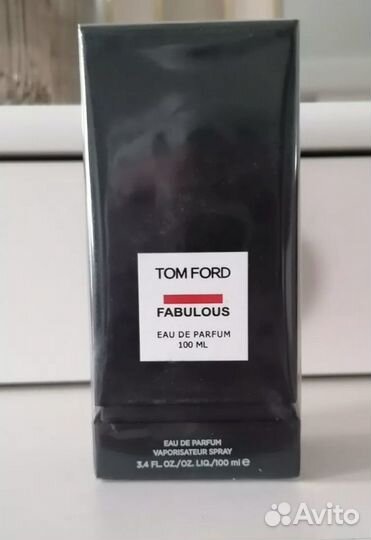 TOM FORD
FABULOUS
EAU DE PARFUM
100 ML
EAU DE PARFUM
VAPORISATEUR SPRAY
3.4 FL. OZ./OZ. LIQ./100 ml e
Avito